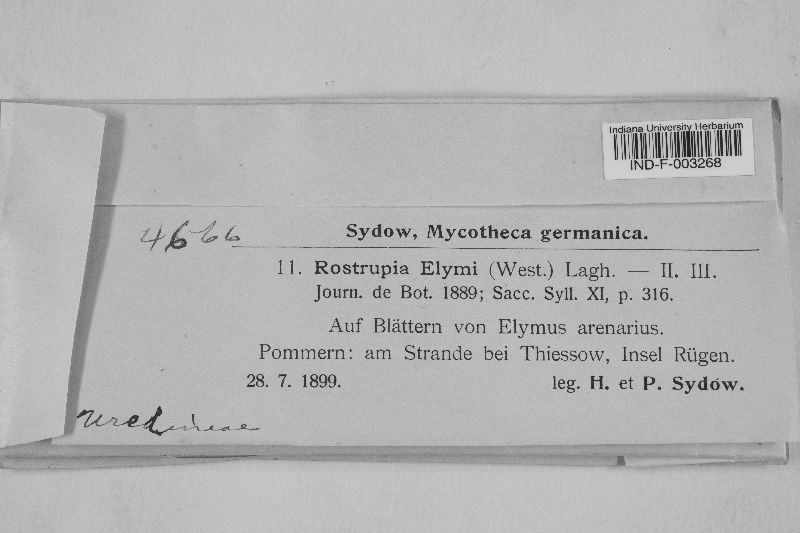 Indiana University Herbarium
IND-F-003268
4666
Sydow, Mycotheca germanica.
11. Rostrupia Elymi (West.) Lagh. — II. III.
Journ. de Bot. 1889; Sacc. Syll. XI, p. 316.
Auf Blättern von Elymus arenarius.
Pommern: am Strande bei Thiessow, Insel Rügen.
28. 7. 1899. leg. H. et P. Sydow.
Uredineae